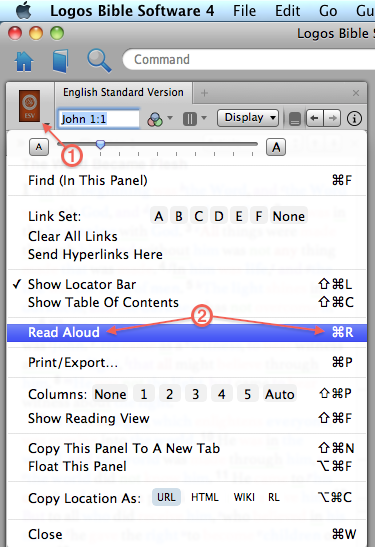 Logos Bible Software 4 File Edit Go Gu
Logos Bible S
Command
English Standard Version
ESV
John 1:1 Display
1
A A
Find (In This Panel) ⌘F
Link Set: A B C D E F None
Clear All Links
Send Hyperlinks Here
✓ Show Locator Bar ⇧⌘L
Show Table Of Contents ⇧⌘C
2
Read Aloud ⌘R
Print/Export... ⌘P
Columns: None 1 2 3 4 5 Auto ⇧⌘P
Show Reading View ⇧⌘F
Copy This Panel To A New Tab ⇧⌘N
Float This Panel ⌥⌘F
Copy Location As: URL HTML WIKI RL ⌥⌘C
Close ⌘W